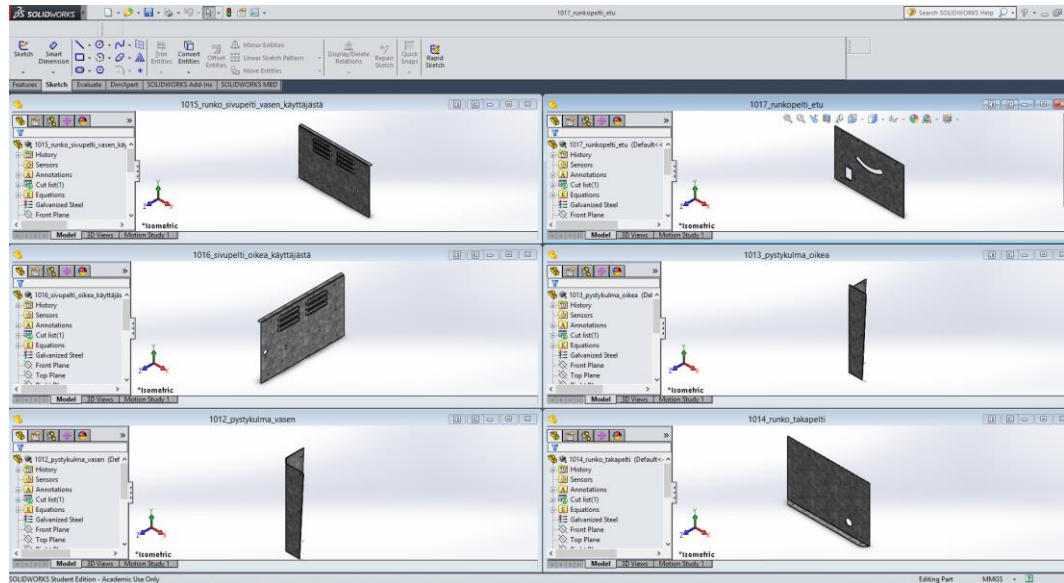 SOLIDWORKS
1017_runkopelti_etu
Search SOLIDWORKS Help
Sketch
Smart Dimension
Trim Entities
Convert Entities
Offset Entities
Mirror Entities
Linear Sketch Pattern
Move Entities
Display/Delete Relations
Repair Sketch
Quick Snaps
Rapid Sketch
Features Sketch Evaluate DimXpert SOLIDWORKS Add-Ins SOLIDWORKS MBD
1015_runko_sivupelti_vasen_käyttäjästä
1015_runko_sivupelti_vasen_käy
History
Sensors
Annotations
Cut list(1)
Equations
Galvanized Steel
Front Plane
*Isometric
Model 3D Views Motion Study 1
1017_runkopelti_etu
1017_runkopelti_etu (Default<<
History
Sensors
Annotations
Cut list(1)
Equations
Galvanized Steel
Front Plane
*Isometric
Model 3D Views Motion Study 1
1016_sivupelti_oikea_käyttäjästä
1016_sivupelti_oikea_käyttäjäs
History
Sensors
Annotations
Cut list(1)
Equations
Galvanized Steel
Front Plane
Top Plane
*Isometric
Model 3D Views Motion Study 1
1013_pystykulma_oikea
1013_pystykulma_oikea (Def
History
Sensors
Annotations
Cut list(1)
Equations
Galvanized Steel
Front Plane
Top Plane
*Isometric
Model 3D Views Motion Study 1
1012_pystykulma_vasen
1012_pystykulma_vasen (Def
History
Sensors
Annotations
Cut list(1)
Equations
Galvanized Steel
Front Plane
Top Plane
*Isometric
Model 3D Views Motion Study 1
1014_runko_takapelti
1014_runko_takapelti (Default<
History
Sensors
Annotations
Cut list(1)
Equations
Galvanized Steel
Front Plane
Top Plane
*Isometric
Model 3D Views Motion Study 1
SOLIDWORKS Student Edition - Academic Use Only
Editing Part
MMGS